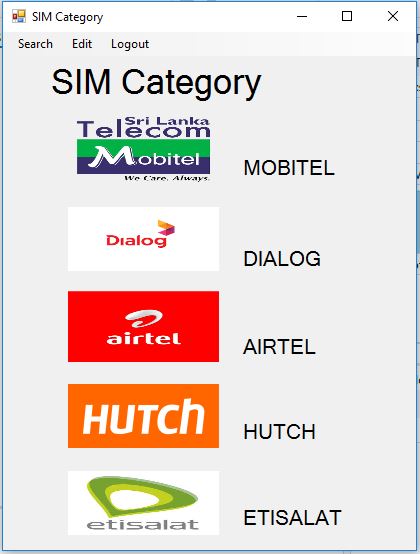 SIM Category
Search Edit Logout
SIM Category
Sri Lanka
Telecom
Mobitel
We Care. Always.
MOBITEL
Dialog
DIALOG
airtel
AIRTEL
HUTCH
HUTCH
etisalat
ETISALAT